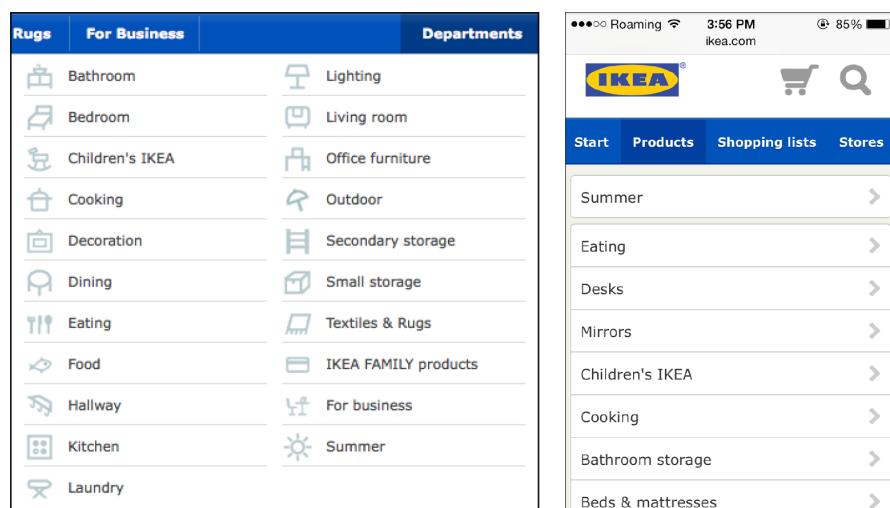 Rugs
For Business
Departments
Bathroom
Bedroom
Children's IKEA
Cooking
Decoration
Dining
Eating
Food
Hallway
Kitchen
Laundry
Lighting
Living room
Office furniture
Outdoor
Secondary storage
Small storage
Textiles & Rugs
IKEA FAMILY products
For business
Summer
Roaming 3:56 PM 85%
ikea.com
IKEA®
Start Products Shopping lists Stores
Summer
Eating
Desks
Mirrors
Children's IKEA
Cooking
Bathroom storage
Beds & mattresses